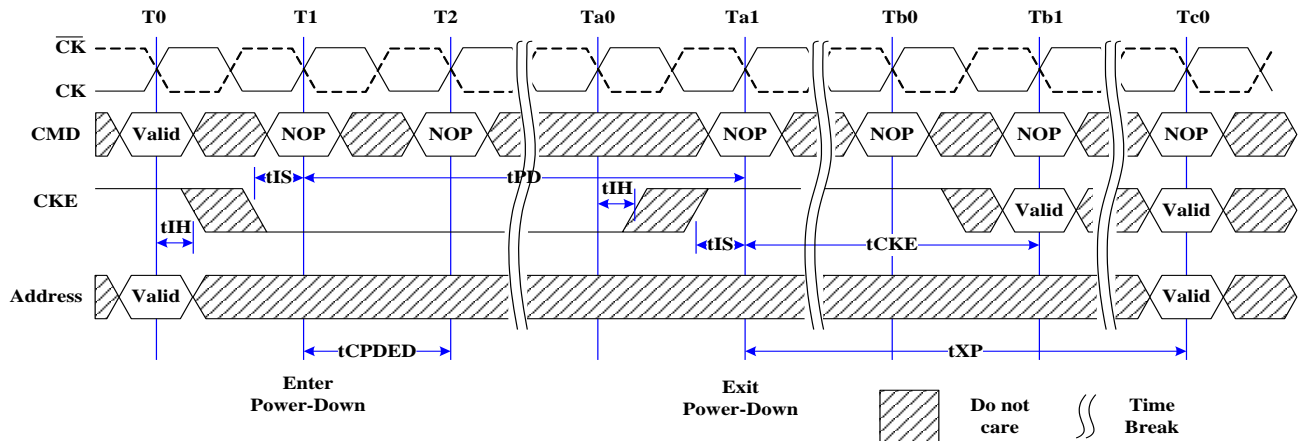 T0 T1 T2 Ta0 Ta1 Tb0 Tb1 Tc0
CK
CK
CMD Valid NOP NOP NOP NOP NOP NOP
tIS tPD tIH
CKE Valid Valid
tIH tIS tCKE
Address Valid Valid
tCPDED tXP
Enter
Power-Down
Exit
Power-Down
Do not
care
Time
Break